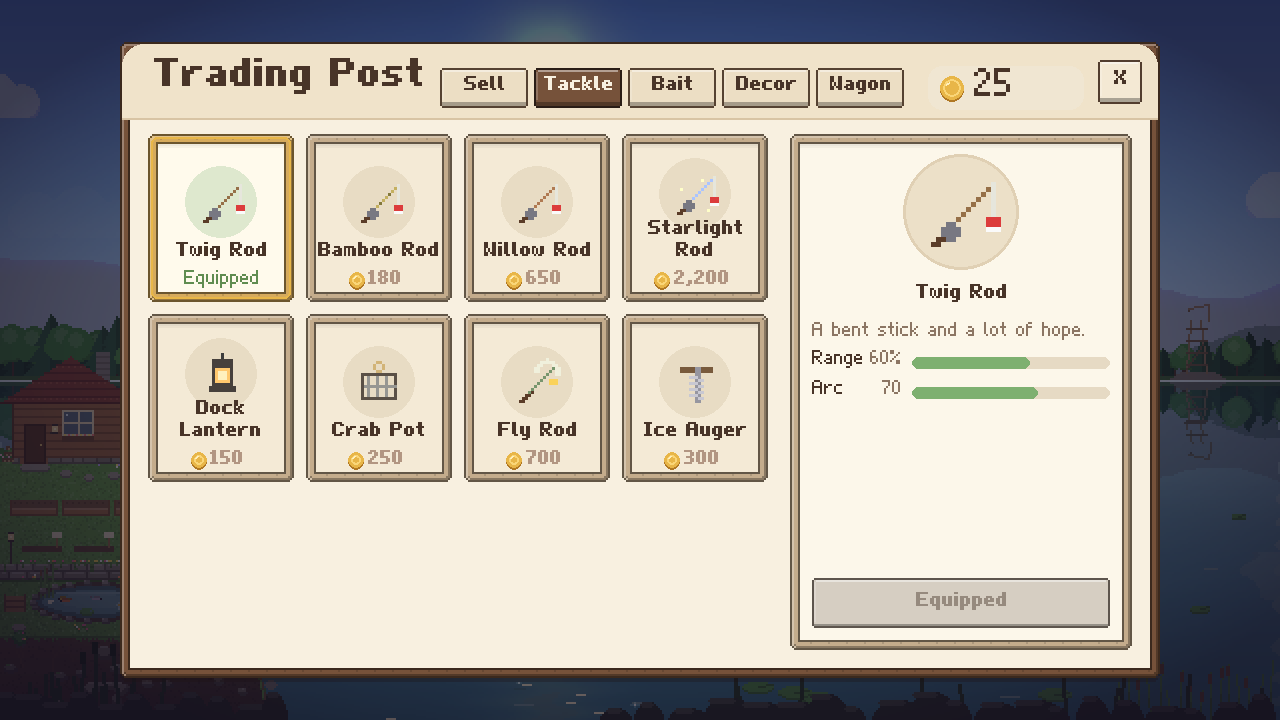 Trading Post
Sell
Tackle
Bait
Decor
Wagon
25
X
Twig Rod
Equipped
Bamboo Rod
180
Willow Rod
650
Starlight
Rod
2,200
Dock
Lantern
150
Crab Pot
250
Fly Rod
700
Ice Auger
300
Twig Rod
A bent stick and a lot of hope.
Range 60%
Arc 70
Equipped